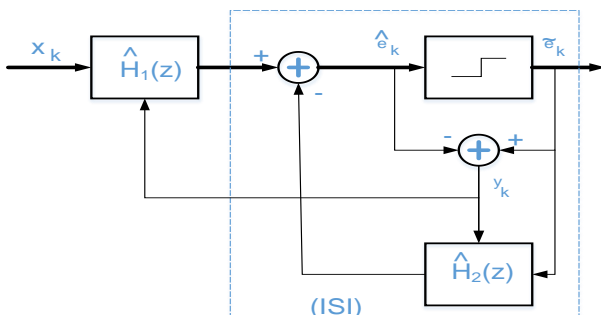 x_k
Ĥ₁(z)
+
+
-
ê_k
ẽ_k
-
+
+
y_k
Ĥ₂(z)
(ISI)